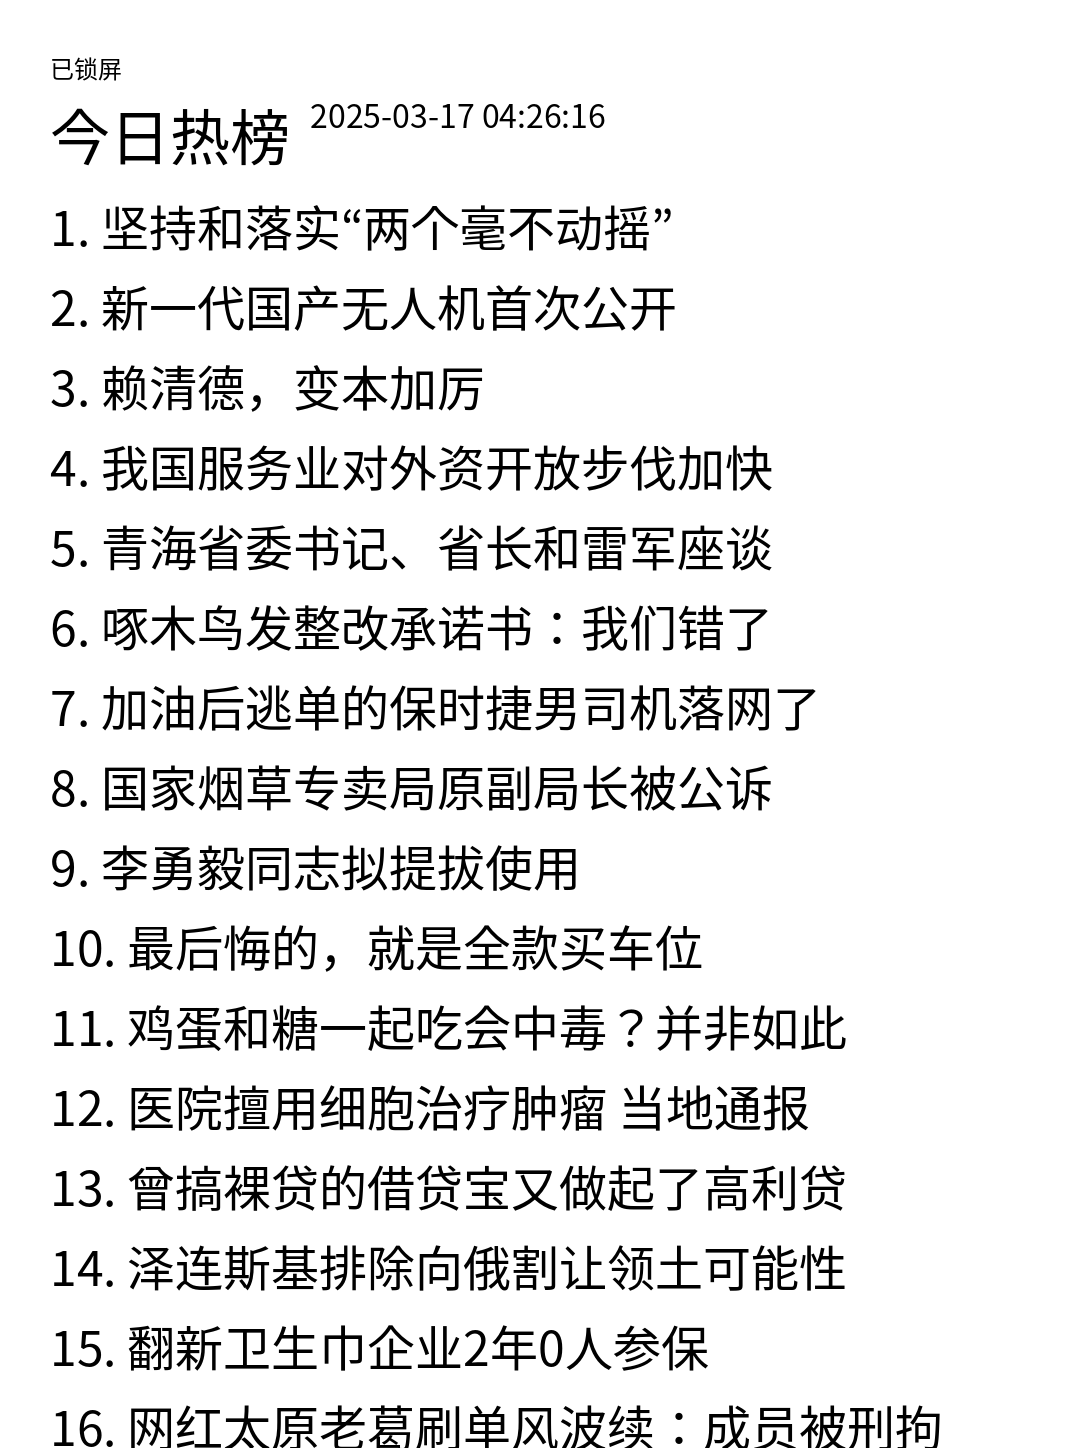 已锁屏
今日热榜 2025-03-17 04:26:16
1. 坚持和落实“两个毫不动摇”
2. 新一代国产无人机首次公开
3. 赖清德，变本加厉
4. 我国服务业对外资开放步伐加快
5. 青海省委书记、省长和雷军座谈
6. 啄木鸟发整改承诺书：我们错了
7. 加油后逃单的保时捷男司机落网了
8. 国家烟草专卖局原副局长被公诉
9. 李勇毅同志拟提拔使用
10. 最后悔的，就是全款买车位
11. 鸡蛋和糖一起吃会中毒？并非如此
12. 医院擅用细胞治疗肿瘤 当地通报
13. 曾搞裸贷的借贷宝又做起了高利贷
14. 泽连斯基排除向俄割让领土可能性
15. 翻新卫生巾企业2年0人参保
16. 网红太原老葛刷单风波续：成员被刑拘